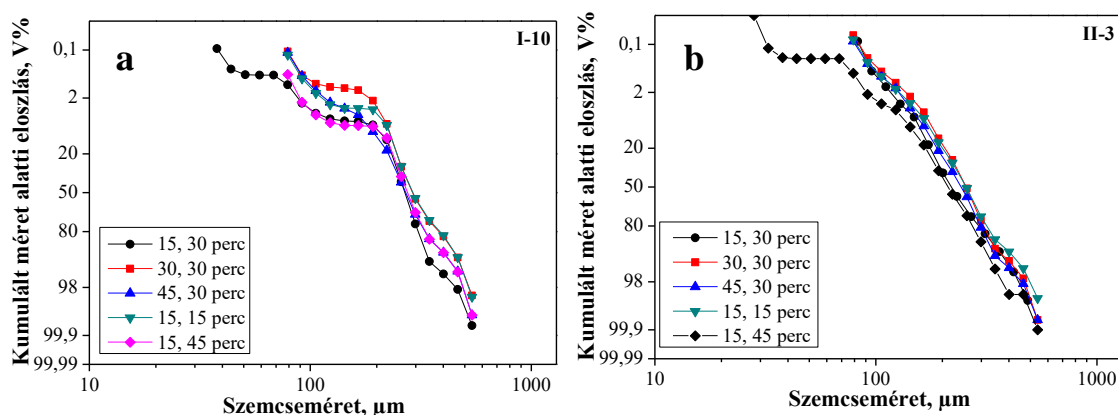 a
I-10
Kumulált méret alatti eloszlás, V%
0,1
2
20
50
80
98
99,9
99,99
15, 30 perc
30, 30 perc
45, 30 perc
15, 15 perc
15, 45 perc
10
100
1000
Szemcseméret, µm
b
II-3
Kumulált méret alatti eloszlás, V%
0,1
2
20
50
80
98
99,9
99,99
15, 30 perc
30, 30 perc
45, 30 perc
15, 15 perc
15, 45 perc
10
100
1000
Szemcseméret, µm